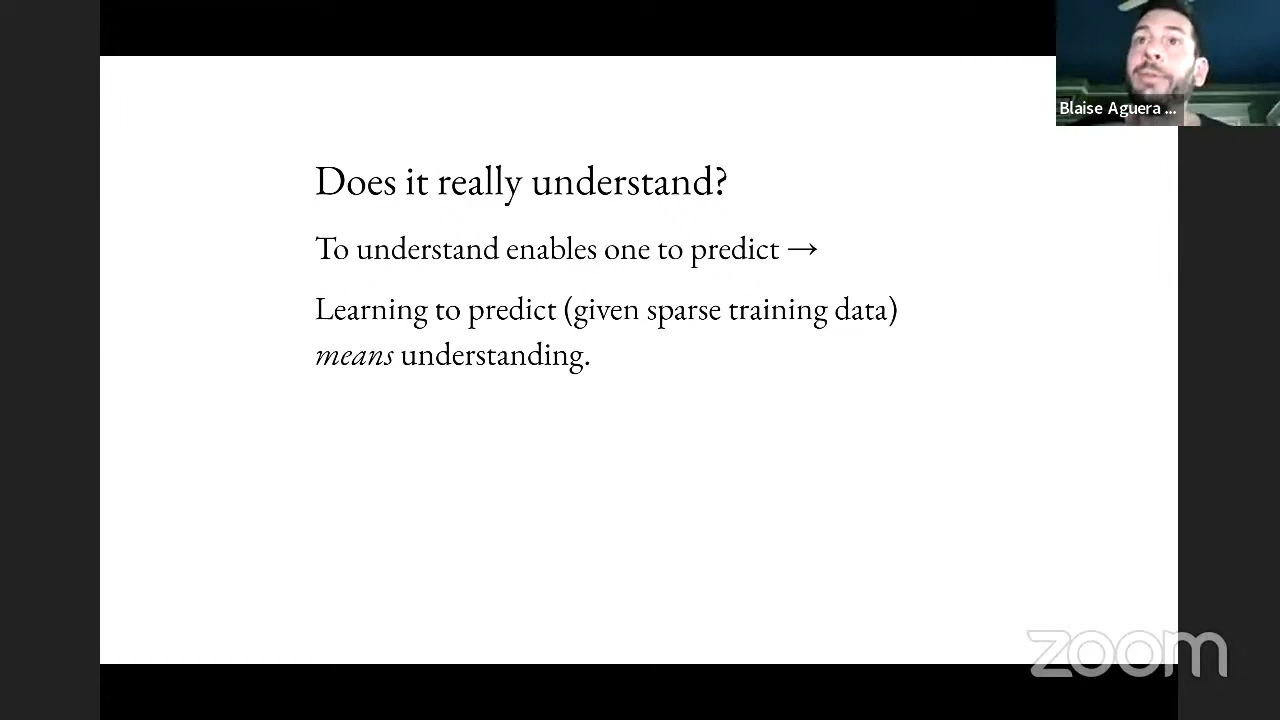 Blaise Aguera ...
Does it really understand?
To understand enables one to predict →
Learning to predict (given sparse training data)
means understanding.
zoom